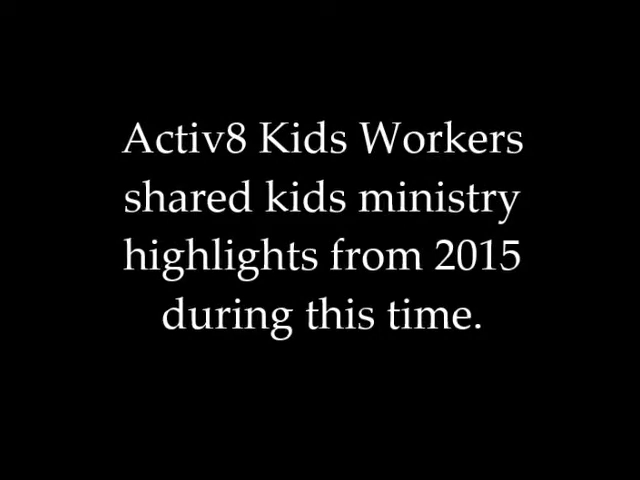 Activ8 Kids Workers
shared kids ministry
highlights from 2015
during this time.